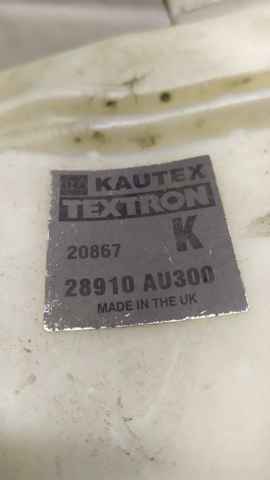 KAUTEX
TEXTRON
K
20867
28910 AU300
MADE IN THE UK